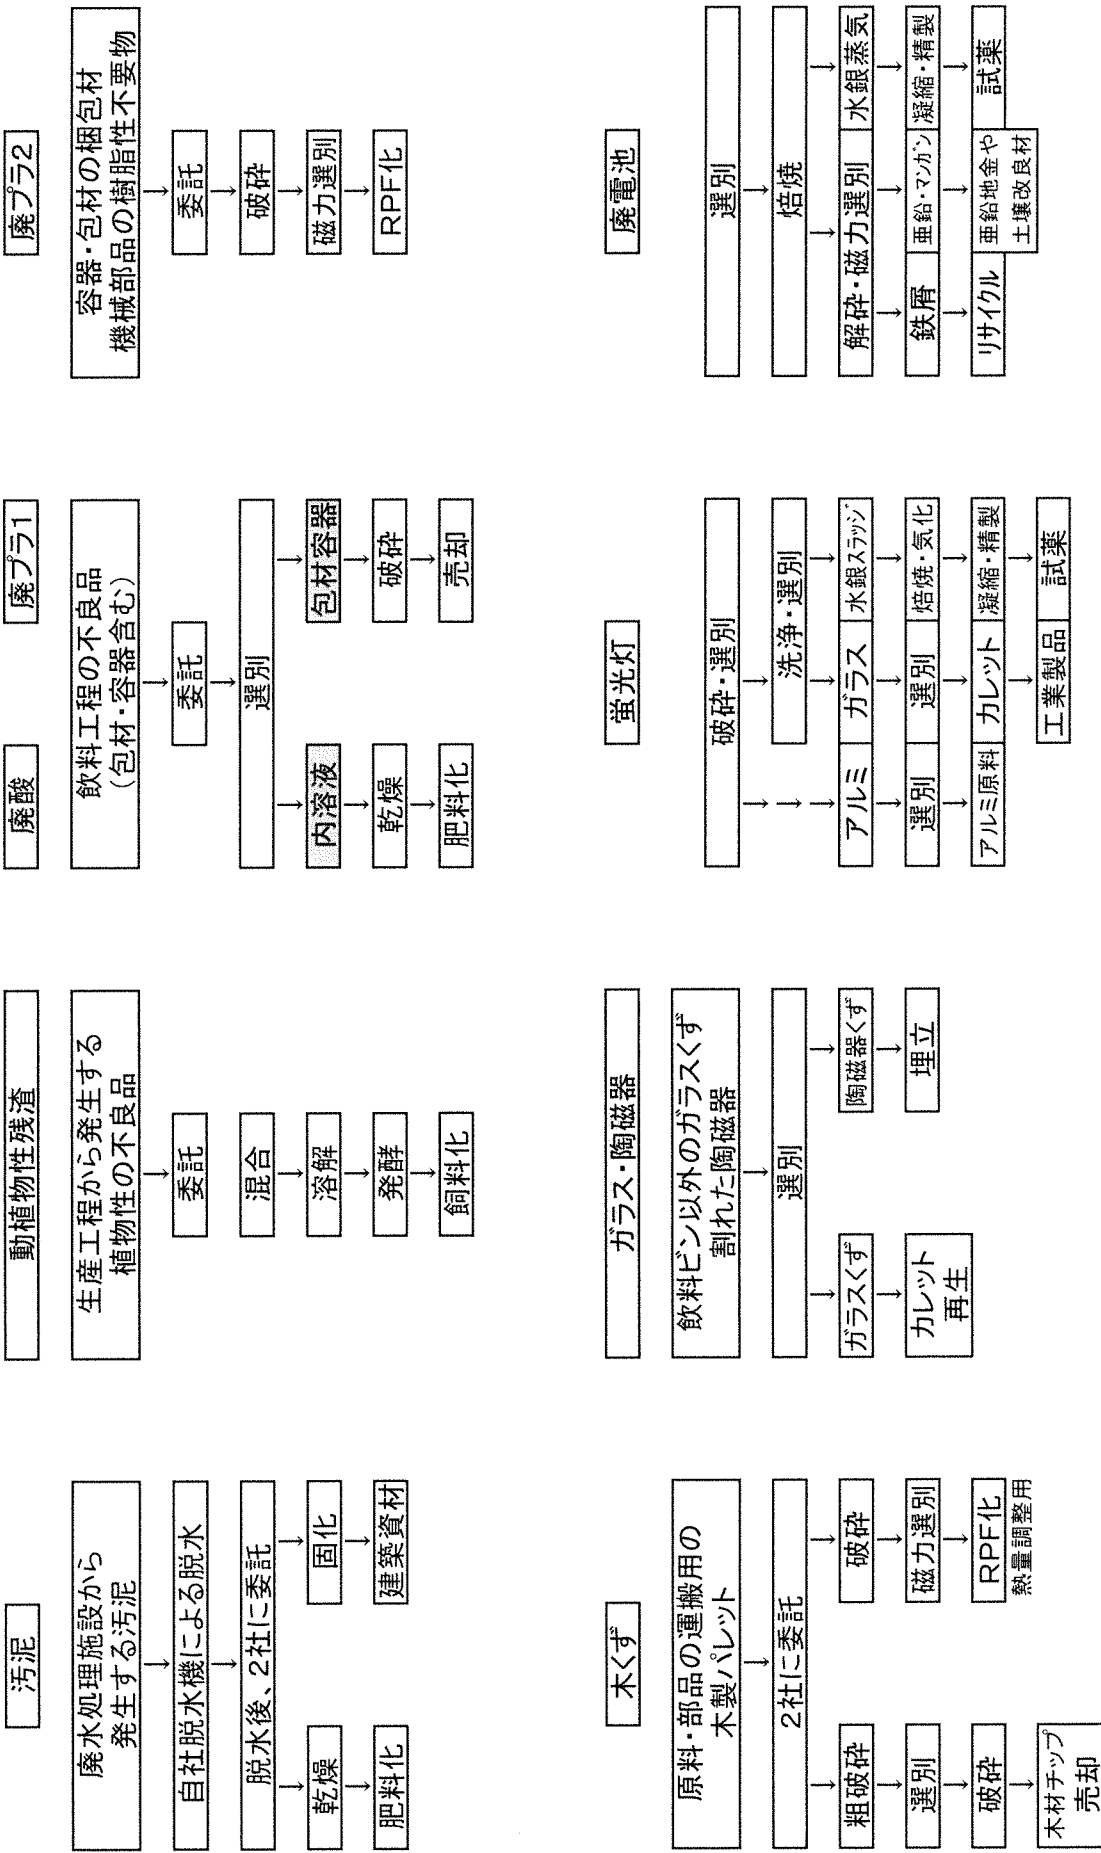 汚泥
廃水処理施設から
発生する汚泥
自社脱水機による脱水
脱水後、2社に委託
乾燥
固化
肥料化
建築資材
動植物性残渣
生産工程から発生する
植物性の不良品
委託
混合
溶解
発酵
飼料化
廃酸
廃プラ1
飲料工程の不良品
(包材・容器含む)
委託
選別
内溶液
包材容器
乾燥
破砕
肥料化
売却
廃プラ2
容器・包材の梱包材
機械部品の樹脂性不要物
委託
破砕
磁力選別
RPF化
木くず
原料・部品の運搬用の
木製パレット
2社に委託
粗破砕
破砕
選別
磁力選別
破砕
RPF化
熱量調整用
木材チップ
売却
ガラス・陶磁器
飲料ビン以外のガラスくず
割れた陶磁器
選別
ガラスくず
陶磁器くず
カレット
再生
埋立
蛍光灯
破砕・選別
洗浄・選別
アルミ
ガラス
水銀スラッジ
選別
選別
焙焼・気化
アルミ原料
カレット
凝縮・精製
工業製品
試薬
廃電池
選別
焙焼
解砕・磁力選別
水銀蒸気
鉄屑
亜鉛・マンガン
凝縮・精製
リサイクル
亜鉛地金や
土壌改良材
試薬